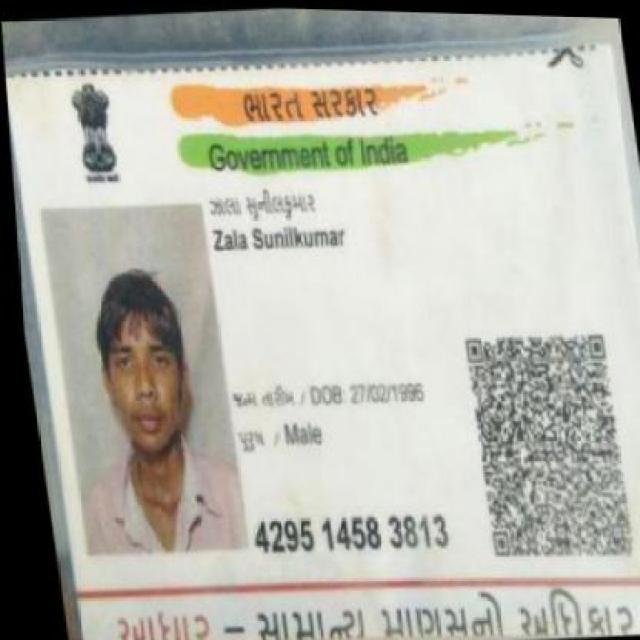 ભારત સરકાર
Government of India
ઝાલા સુનીલકુમાર
Zala Sunilkumar
જન્મ તારીખ / DOB: 27/02/1996
પુરુષ / Male
4295 1458 3813
આધાર – સામાન્ય માણસનો અધિકાર